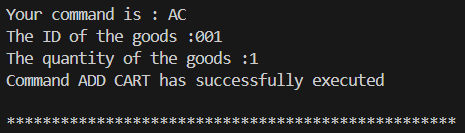 Your command is : AC
The ID of the goods :001
The quantity of the goods :1
Command ADD CART has successfully executed
**************************************************